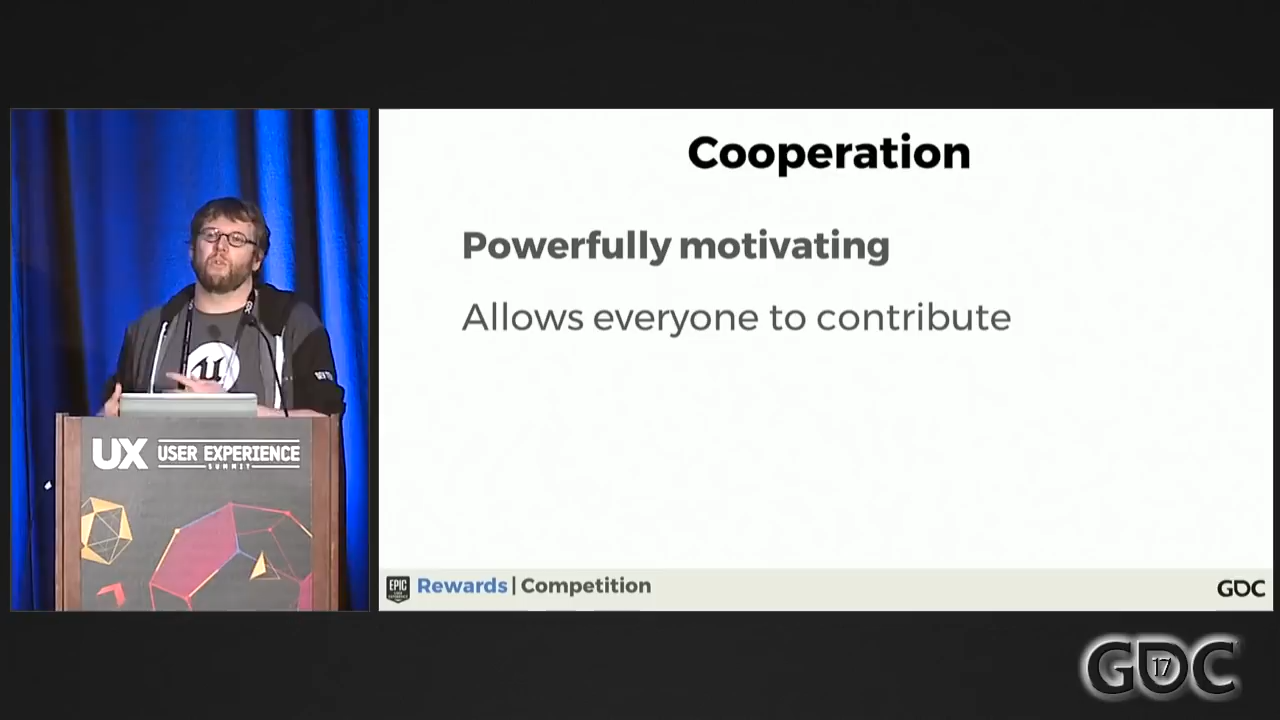 Cooperation
Powerfully motivating
Allows everyone to contribute
EPIC
Rewards | Competition
GDC
UX USER EXPERIENCE
SUMMIT
GDC
17